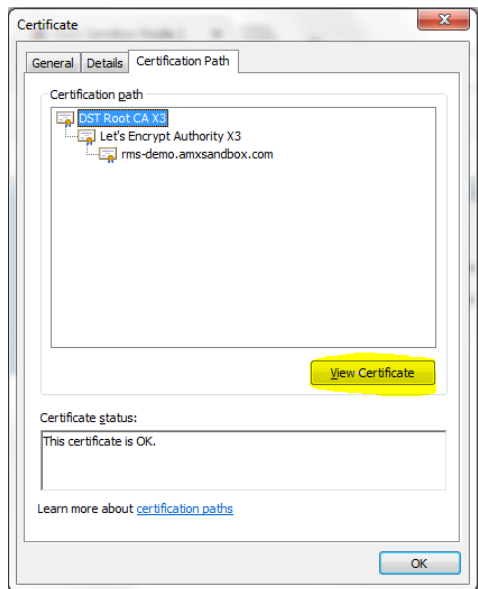 Certificate
General Details Certification Path
Certification path
DST Root CA X3
Let's Encrypt Authority X3
rms-demo.amxsandbox.com
View Certificate
Certificate status:
This certificate is OK.
Learn more about certification paths
OK